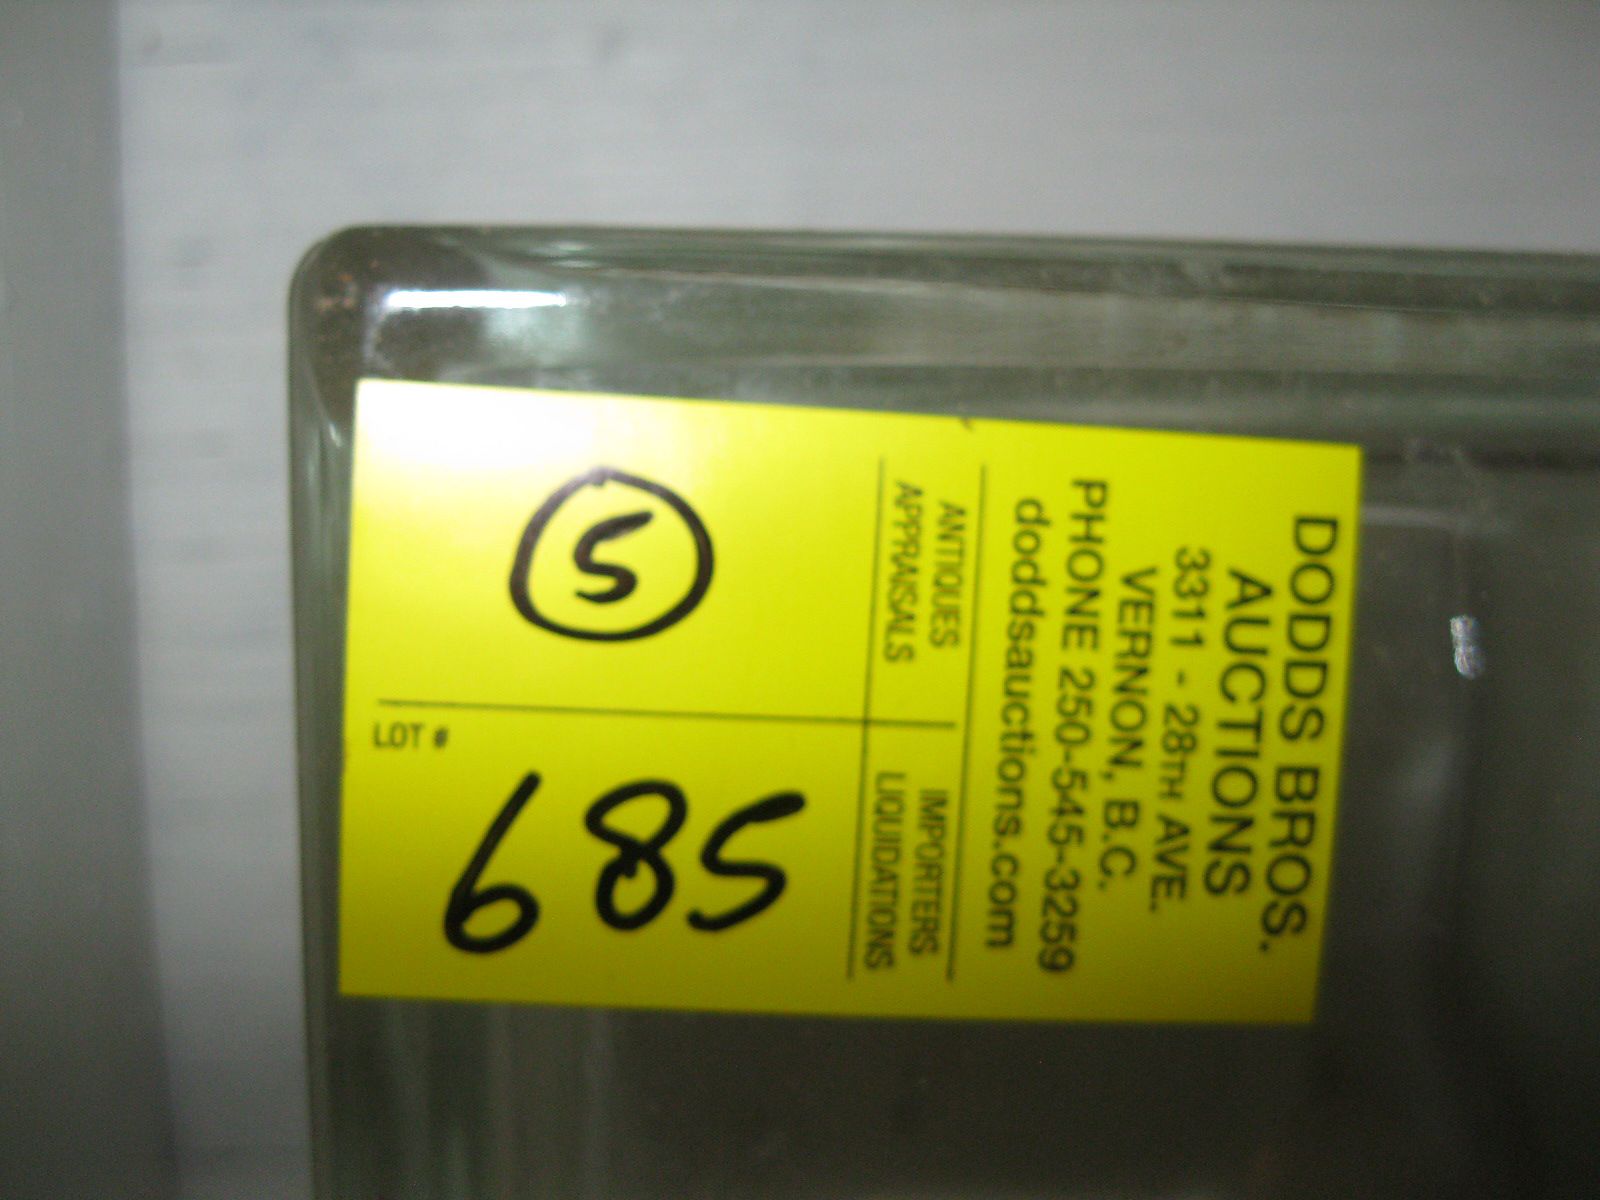 DODDS BROS.
AUCTIONS
3311 - 28TH AVE.
VERNON, B.C.
PHONE 250-545-3259
doddsauctions.com
ANTIQUES
APPRAISALS
IMPORTERS
LIQUIDATIONS
5
LOT #
685